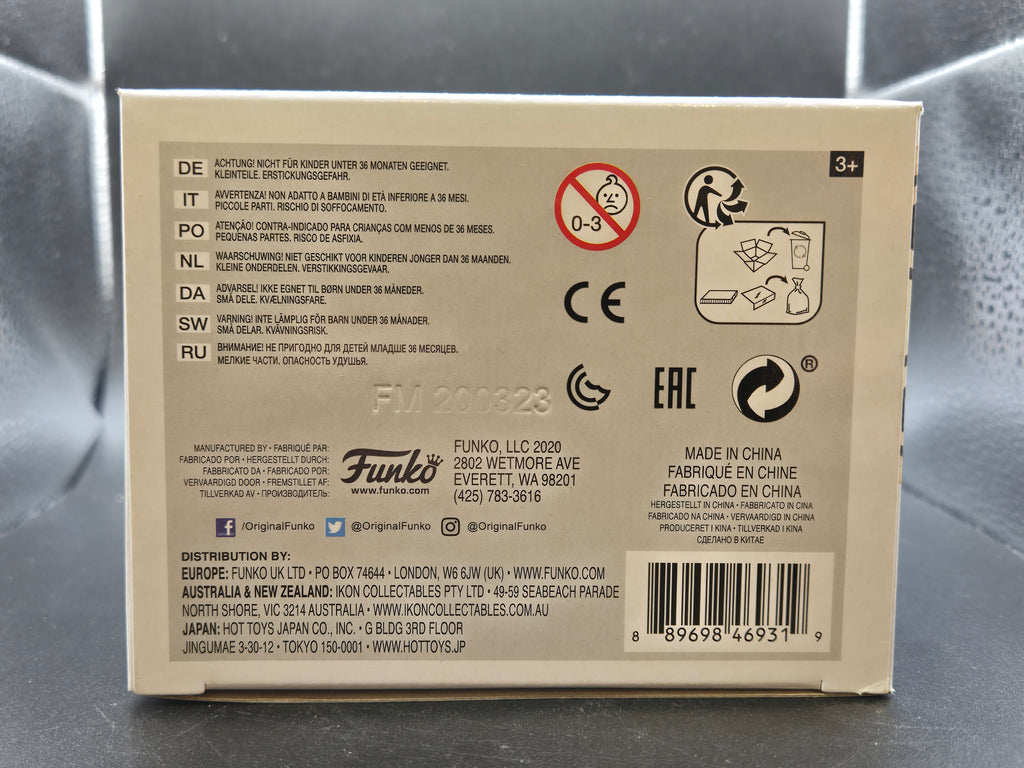 DE ACHTUNG! NICHT FÜR KINDER UNTER 36 MONATEN GEEIGNET.
KLEINTEILE. ERSTICKUNGSGEFAHR.
IT AVVERTENZA! NON ADATTO A BAMBINI DI ETÀ INFERIORE A 36 MESI.
PICCOLE PARTI. RISCHIO DI SOFFOCAMENTO.
PO ATENÇÃO! CONTRA-INDICADO PARA CRIANÇAS COM MENOS DE 36 MESES.
PEQUENAS PARTES. RISCO DE ASFIXIA.
NL WAARSCHUWING! NIET GESCHIKT VOOR KINDEREN JONGER DAN 36 MAANDEN.
KLEINE ONDERDELEN. VERSTIKKINGSGEVAAR.
DA ADVARSEL! IKKE EGNET TIL BØRN UNDER 36 MÅNEDER.
SMÅ DELE. KVÆLNINGSFARE.
SW VARNING! INTE LÄMPLIG FÖR BARN UNDER 36 MÅNADER.
SMÅ DELAR. KVÄVNINGSRISK.
RU ВНИМАНИЕ! НЕ ПРИГОДНО ДЛЯ ДЕТЕЙ МЛАДШЕ 36 МЕСЯЦЕВ.
МЕЛКИЕ ЧАСТИ. ОПАСНОСТЬ УДУШЬЯ.
0-3
3+
CE
EAC
®
FM 200323
MANUFACTURED BY • FABRIQUÉ PAR:
FABRICADO POR • HERGESTELLT DURCH:
FABBRICATO DA • FABRICADO POR:
VERVAARDIGD DOOR • FREMSTILLET AF:
TILLVERKAD AV • ПРОИЗВОДИТЕЛЬ:
Funko
www.funko.com
FUNKO, LLC 2020
2802 WETMORE AVE
EVERETT, WA 98201
(425) 783-3616
MADE IN CHINA
FABRIQUÉ EN CHINE
FABRICADO EN CHINA
HERGESTELLT IN CHINA • FABBRICATO IN CINA
FABRICADO NA CHINA • VERVAARDIGD IN CHINA
PRODUCERET I KINA • TILLVERKAD I KINA
СДЕЛАНО В КИТАЕ
/OriginalFunko @OriginalFunko @OriginalFunko
DISTRIBUTION BY:
EUROPE: FUNKO UK LTD • PO BOX 74644 • LONDON, W6 6JW (UK) • WWW.FUNKO.COM
AUSTRALIA & NEW ZEALAND: IKON COLLECTABLES PTY LTD • 49-59 SEABEACH PARADE
NORTH SHORE, VIC 3214 AUSTRALIA • WWW.IKONCOLLECTABLES.COM.AU
JAPAN: HOT TOYS JAPAN CO., INC. • G BLDG 3RD FLOOR
JINGUMAE 3-30-12 • TOKYO 150-0001 • WWW.HOTTOYS.JP
8 89698 46931 9